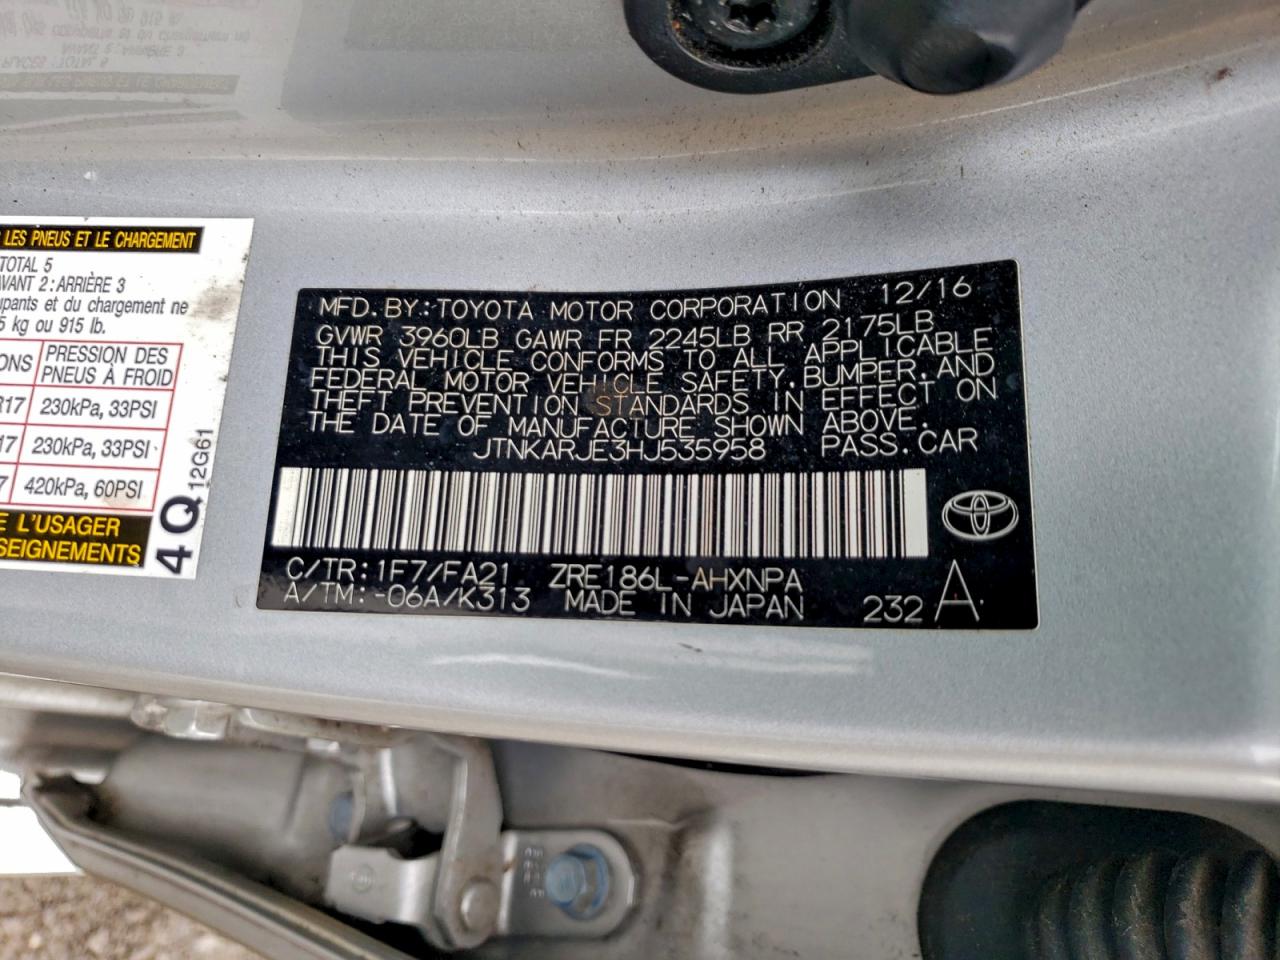 LES PNEUS ET LE CHARGEMENT
TOTAL 5
AVANT 2 : ARRIÈRE 3
upants et du chargement ne
5 kg ou 915 lb.
ONS PRESSION DES PNEUS À FROID
R17 230kPa, 33PSI
17 230kPa, 33PSI
7 420kPa, 60PSI
E L'USAGER
SEIGNEMENTS
4Q 12G61
MFD. BY: TOYOTA MOTOR CORPORATION 12/16
GVWR 3960LB GAWR FR 2245LB RR 2175LB
THIS VEHICLE CONFORMS TO ALL APPLICABLE
FEDERAL MOTOR VEHICLE SAFETY, BUMPER, AND
THEFT PREVENTION STANDARDS IN EFFECT ON
THE DATE OF MANUFACTURE SHOWN ABOVE.
JTNKARJE3HJ535958 PASS. CAR
C/TR: 1F7/FA21 ZRE186L-AHXNPA
A/TM: -06A/K313 MADE IN JAPAN 232 A